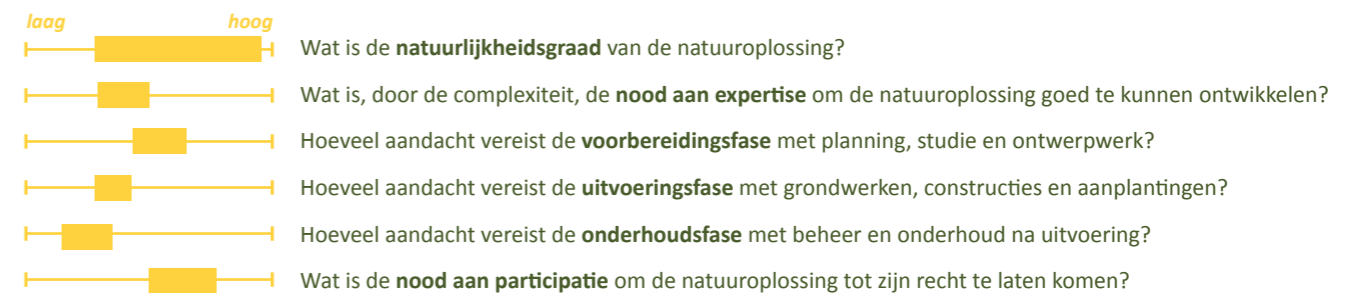 laag hoog
Wat is de natuurlijkheidsgraad van de natuuroplossing?
Wat is, door de complexiteit, de nood aan expertise om de natuuroplossing goed te kunnen ontwikkelen?
Hoeveel aandacht vereist de voorbereidingsfase met planning, studie en ontwerpwerk?
Hoeveel aandacht vereist de uitvoeringsfase met grondwerken, constructies en aanplantingen?
Hoeveel aandacht vereist de onderhoudsfase met beheer en onderhoud na uitvoering?
Wat is de nood aan participatie om de natuuroplossing tot zijn recht te laten komen?